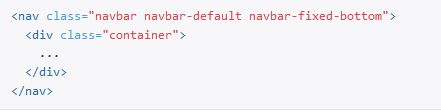 <nav class="navbar navbar-default navbar-fixed-bottom">
  <div class="container">
    ...
  </div>
</nav>